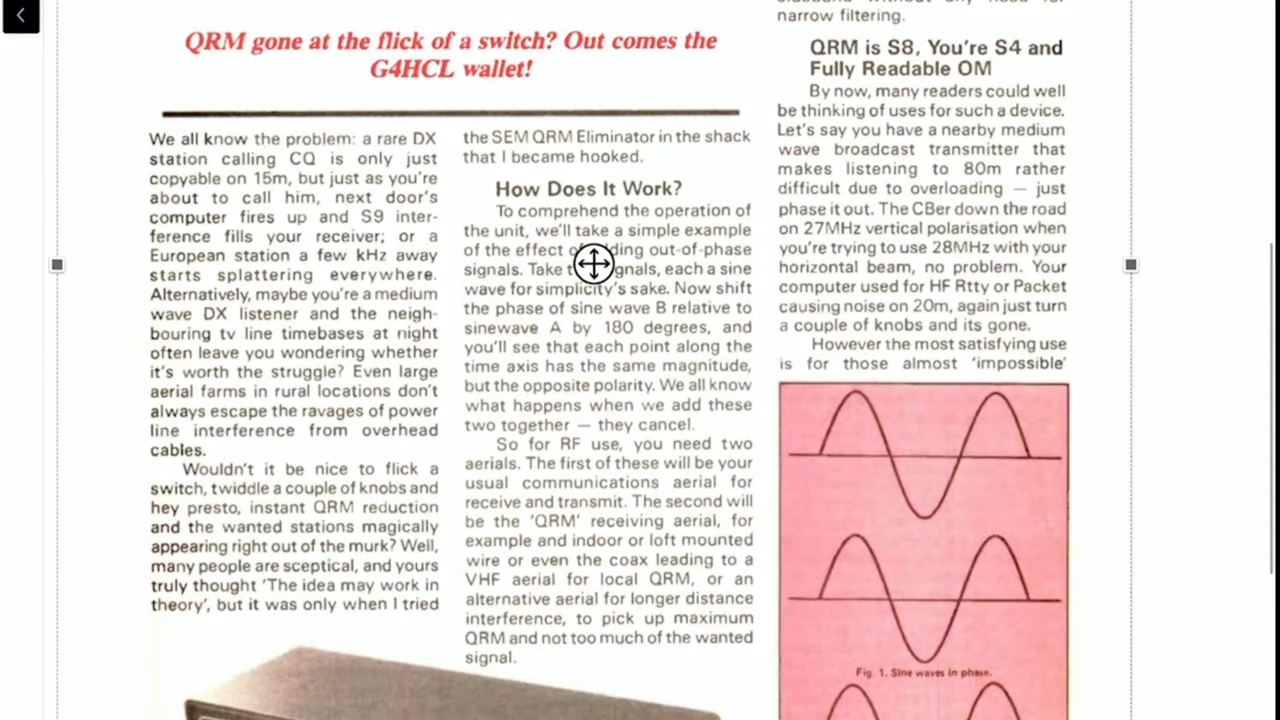 QRM gone at the flick of a switch? Out comes the
G4HCL wallet!
We all know the problem: a rare DX
station calling CQ is only just
copyable on 15m, but just as you're
about to call him, next door's
computer fires up and S9 inter-
ference fills your receiver; or a
European station a few kHz away
starts splattering everywhere.
Alternatively, maybe you're a medium
wave DX listener and the neigh-
bouring tv line timebases at night
often leave you wondering whether
it's worth the struggle? Even large
aerial farms in rural locations don't
always escape the ravages of power
line interference from overhead
cables.
Wouldn't it be nice to flick a
switch, twiddle a couple of knobs and
hey presto, instant QRM reduction
and the wanted stations magically
appearing right out of the murk? Well,
many people are sceptical, and yours
truly thought 'The idea may work in
theory', but it was only when I tried
the SEM QRM Eliminator in the shack
that I became hooked.
How Does It Work?
To comprehend the operation of
the unit, we'll take a simple example
of the effect out-of-phase
signals. Take each a sine
wave for simplicity's sake. Now shift
the phase of sine wave B relative to
sinewave A by 180 degrees, and
you'll see that each point along the
time axis has the same magnitude,
but the opposite polarity. We all know
what happens when we add these
two together — they cancel.
So for RF use, you need two
aerials. The first of these will be your
usual communications aerial for
receive and transmit. The second will
be the 'QRM' receiving aerial, for
example and indoor or loft mounted
wire or even the coax leading to a
VHF aerial for local QRM, or an
alternative aerial for longer distance
interference, to pick up maximum
QRM and not too much of the wanted
signal.
narrow filtering.
QRM is S8, You're S4 and
Fully Readable OM
By now, many readers could well
be thinking of uses for such a device.
Let's say you have a nearby medium
wave broadcast transmitter that
makes listening to 80m rather
difficult due to overloading — just
phase it out. The CBer down the road
on 27MHz vertical polarisation when
you're trying to use 28MHz with your
horizontal beam, no problem. Your
computer used for HF Rtty or Packet
causing noise on 20m, again just turn
a couple of knobs and its gone.
However the most satisfying use
is for those almost 'impossible'
Fig. 1. Sine waves in phase.